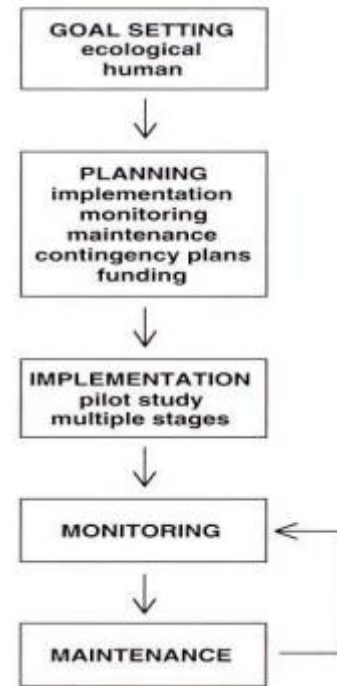 GOAL SETTING
ecological
human
PLANNING
implementation
monitoring
maintenance
contingency plans
funding
IMPLEMENTATION
pilot study
multiple stages
MONITORING
MAINTENANCE